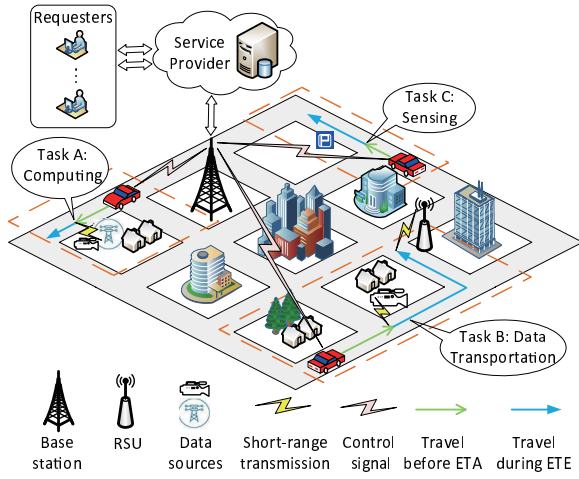 Requesters
Service
Provider
Task C:
Sensing
Task A:
Computing
Task B: Data
Transportation
Base
station
RSU
Data
sources
Short-range
transmission
Control
signal
Travel
before ETA
Travel
during ETE